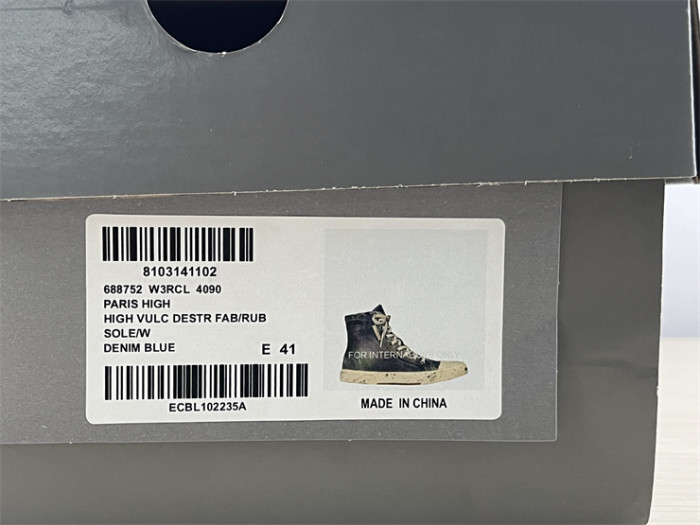 8103141102
688752 W3RCL 4090
PARIS HIGH
HIGH VULC DESTR FAB/RUB
SOLE/W
DENIM BLUE E 41
ECBL102235A
FOR INTERNAL ONLY
MADE IN CHINA